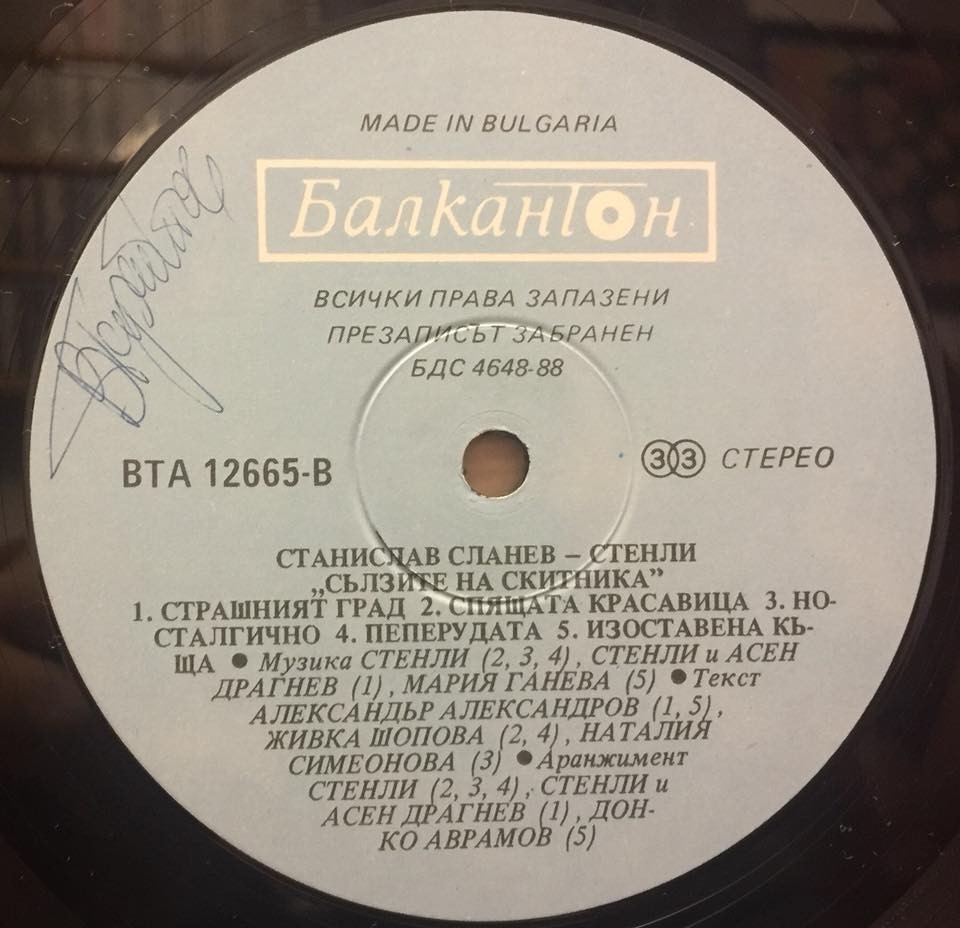 MADE IN BULGARIA
Балкантон
ВСИЧКИ ПРАВА ЗАПАЗЕНИ
ПРЕЗАПИСЪТ ЗАБРАНЕН
БДС 4648-88
ВТА 12665-В
33 СТЕРЕО
СТАНИСЛАВ СЛАНЕВ – СТЕНЛИ
„СЪЛЗИТЕ НА СКИТНИКА”
1. СТРАШНИЯТ ГРАД 2. СПЯЩАТА КРАСАВИЦА 3. НО-
СТАЛГИЧНО 4. ПЕПЕРУДАТА 5. ИЗОСТАВЕНА КЪ-
ЩА ● Музика СТЕНЛИ (2, 3, 4), СТЕНЛИ и АСЕН
ДРАГНЕВ (1), МАРИЯ ГАНЕВА (5) ● Текст
АЛЕКСАНДЪР АЛЕКСАНДРОВ (1, 5),
ЖИВКА ШОПОВА (2, 4), НАТАЛИЯ
СИМЕОНОВА (3) ● Аранжимент
СТЕНЛИ (2, 3, 4), СТЕНЛИ и
АСЕН ДРАГНЕВ (1), ДОН-
КО АВРАМОВ (5)